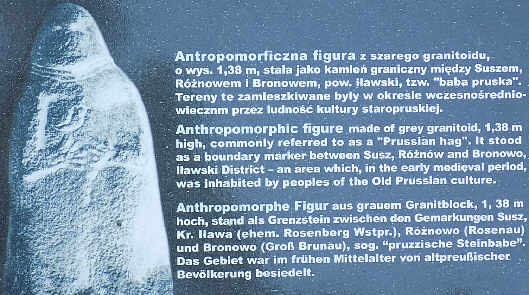 Antropomorficzna figura z szarego granitoidu,
o wys. 1,38 m, stała jako kamień graniczny między Suszem,
Różnowem i Bronowem, pow. iławski, tzw. "baba pruska".
Tereny te zamieszkiwane były w okresie wczesnośrednio-
wiecznm przez ludność kultury staropruskiej.
Anthropomorphic figure made of grey granitoid, 1,38 m
high, commonly referred to as a "Prussian hag". It stood
as a boundary marker between Susz, Różnów and Bronowo,
Iławski District – an area which, in the early medieval period,
was inhabited by peoples of the Old Prussian culture.
Anthropomorphe Figur aus grauem Granitblock, 1, 38 m
hoch, stand als Grenzstein zwischen den Gemarkungen Susz,
Kr. Iława (ehem. Rosenberg Wstpr.), Różnowo (Rosenau)
und Bronowo (Groß Brunau), sog. “pruzzische Steinbabe”.
Das Gebiet war im frühen Mittelalter von altpreußischer
Bevölkerung besiedelt.